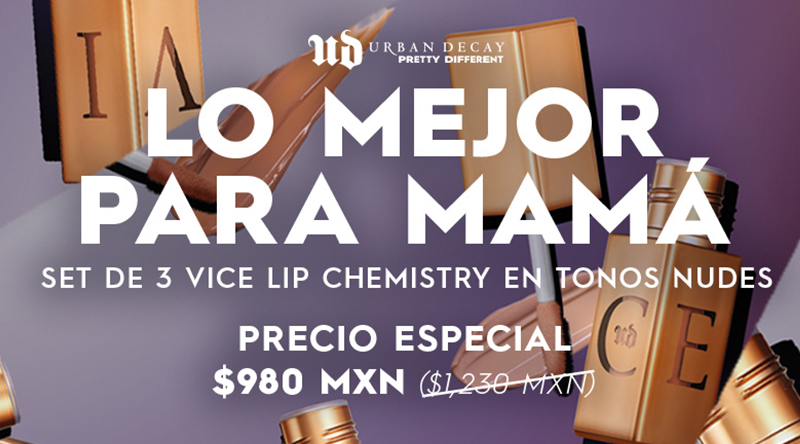 UD URBAN DECAY
PRETTY DIFFERENT
LO MEJOR
PARA MAMÁ
SET DE 3 VICE LIP CHEMISTRY EN TONOS NUDES
PRECIO ESPECIAL
$980 MXN ($1,230 MXN)
I
C
UD
E